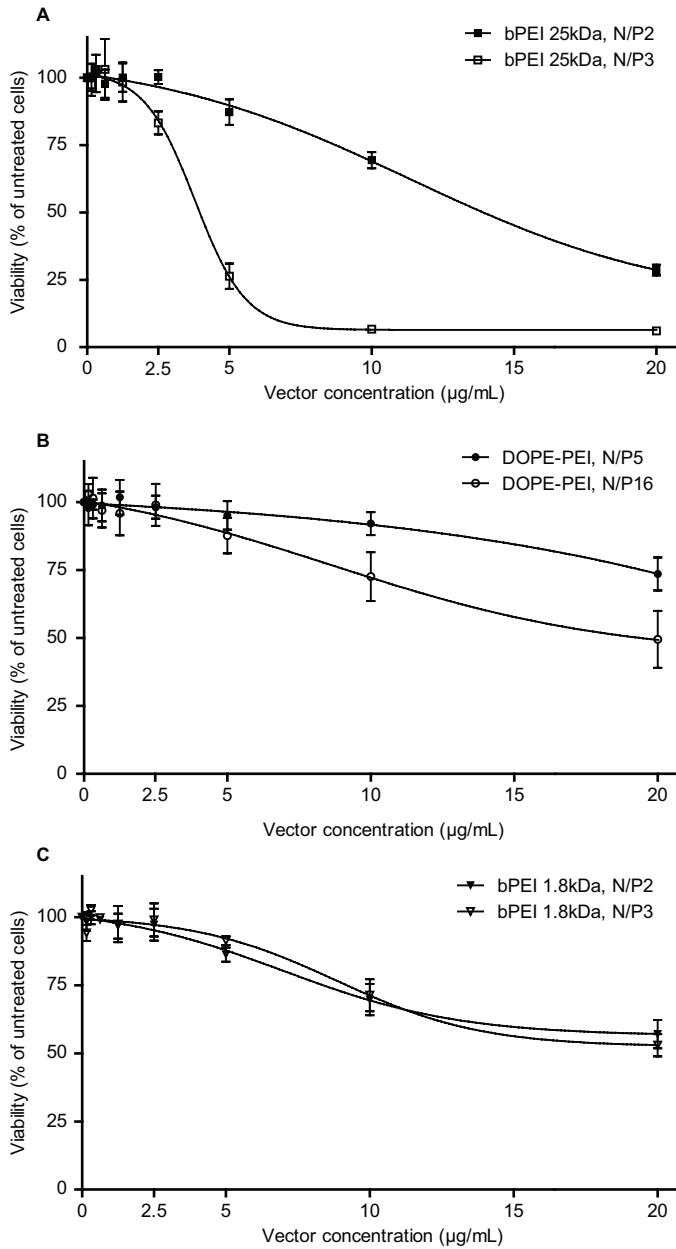 A
bPEI 25kDa, N/P2
bPEI 25kDa, N/P3
Viability (% of untreated cells)
100
75
50
25
0
0 2.5 5 10 15 20
Vector concentration (µg/mL)
B
DOPE-PEI, N/P5
DOPE-PEI, N/P16
Viability (% of untreated cells)
100
75
50
25
0
0 2.5 5 10 15 20
Vector concentration (µg/mL)
C
bPEI 1.8kDa, N/P2
bPEI 1.8kDa, N/P3
Viability (% of untreated cells)
100
75
50
25
0
0 2.5 5 10 15 20
Vector concentration (µg/mL)